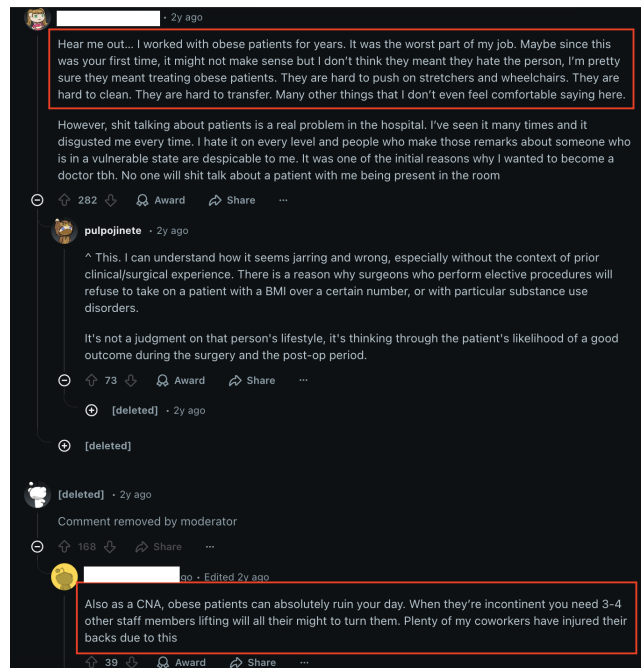 • 2y ago
Hear me out... I worked with obese patients for years. It was the worst part of my job. Maybe since this
was your first time, it might not make sense but I don't think they meant they hate the person, I'm pretty
sure they meant treating obese patients. They are hard to push on stretchers and wheelchairs. They are
hard to clean. They are hard to transfer. Many other things that I don't even feel comfortable saying here.
However, shit talking about patients is a real problem in the hospital. I've seen it many times and it
disgusted me every time. I hate it on every level and people who make those remarks about someone who
is in a vulnerable state are despicable to me. It was one of the initial reasons why I wanted to become a
doctor tbh. No one will shit talk about a patient with me being present in the room
282 Award Share ...
pulpojinete • 2y ago
^ This. I can understand how it seems jarring and wrong, especially without the context of prior
clinical/surgical experience. There is a reason why surgeons who perform elective procedures will
refuse to take on a patient with a BMI over a certain number, or with particular substance use
disorders.
It's not a judgment on that person's lifestyle, it's thinking through the patient's likelihood of a good
outcome during the surgery and the post-op period.
73 Award Share ...
[deleted] • 2y ago
[deleted]
[deleted] • 2y ago
Comment removed by moderator
168 Share ...
go • Edited 2y ago
Also as a CNA, obese patients can absolutely ruin your day. When they're incontinent you need 3-4
other staff members lifting will all their might to turn them. Plenty of my coworkers have injured their
backs due to this
39 Award Share ...